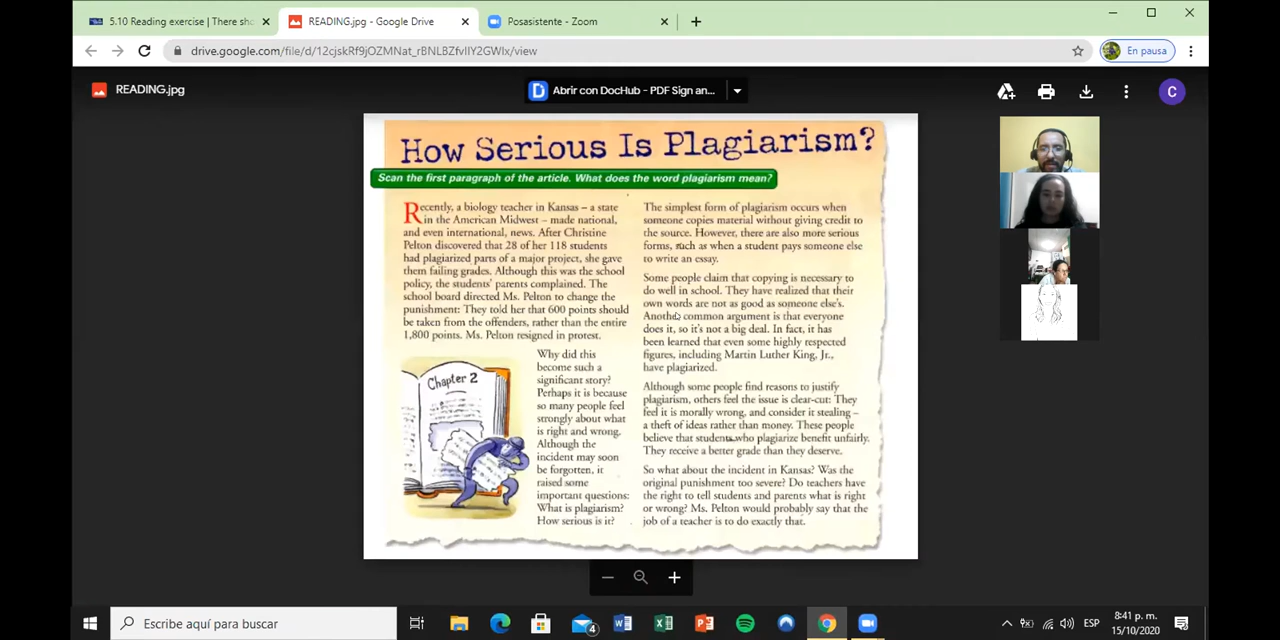 5.10 Reading exercise | There sho
READING.jpg - Google Drive
Posasistente - Zoom
drive.google.com/file/d/12cjskRf9jOZMNat_rBNLBZfvIIY2GWIx/view
En pausa
READING.jpg
Abrir con DocHub - PDF Sign an...
C
How Serious Is Plagiarism?
Scan the first paragraph of the article. What does the word plagiarism mean?
Recently, a biology teacher in Kansas – a state
in the American Midwest – made national,
and even international, news. After Christine
Pelton discovered that 28 of her 118 students
had plagiarized parts of a major project, she gave
them failing grades. Although this was the school
policy, the students' parents complained. The
school board directed Ms. Pelton to change the
punishment: They told her that 600 points should
be taken from the offenders, rather than the entire
1,800 points. Ms. Pelton resigned in protest.
Why did this
become such a
significant story?
Perhaps it is because
so many people feel
strongly about what
is right and wrong.
Although the
incident may soon
be forgotten, it
raised some
important questions:
What is plagiarism?
How serious is it?
Chapter 2
The simplest form of plagiarism occurs when
someone copies material without giving credit to
the source. However, there are also more serious
forms, such as when a student pays someone else
to write an essay.
Some people claim that copying is necessary to
do well in school. They have realized that their
own words are not as good as someone else's.
Another common argument is that everyone
does it, so it's not a big deal. In fact, it has
been learned that even some highly respected
figures, including Martin Luther King, Jr.,
have plagiarized.
Although some people find reasons to justify
plagiarism, others feel the issue is clear-cut: They
feel it is morally wrong, and consider it stealing –
a theft of ideas rather than money. These people
believe that students who plagiarize benefit unfairly.
They receive a better grade than they deserve.
So what about the incident in Kansas? Was the
original punishment too severe? Do teachers have
the right to tell students and parents what is right
or wrong? Ms. Pelton would probably say that the
job of a teacher is to do exactly that.
Escribe aquí para buscar
4
ESP
8:41 p. m.
15/10/2020